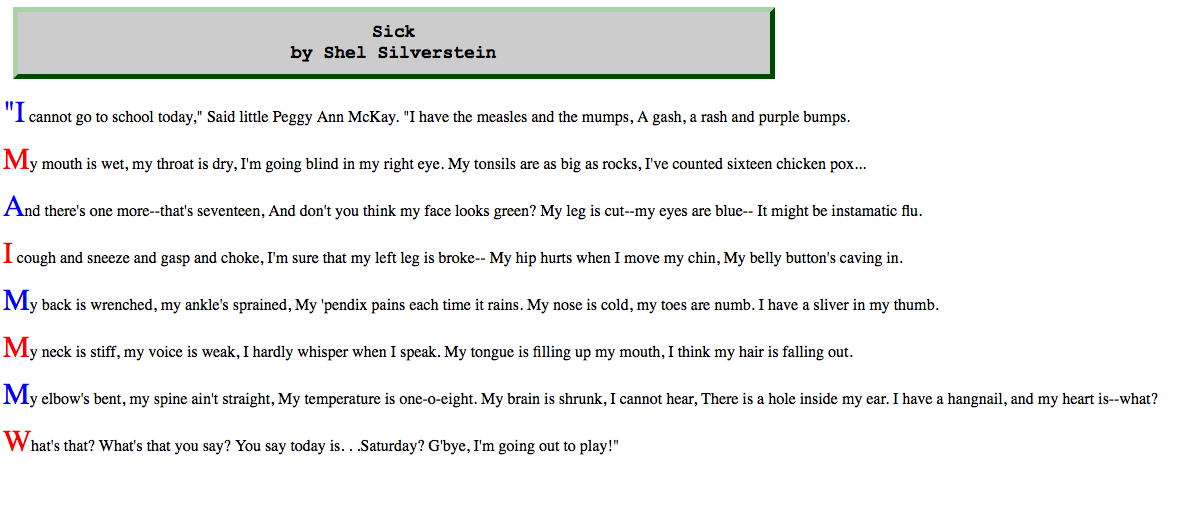 Sick
by Shel Silverstein
"I cannot go to school today," Said little Peggy Ann McKay. "I have the measles and the mumps, A gash, a rash and purple bumps.
My mouth is wet, my throat is dry, I'm going blind in my right eye. My tonsils are as big as rocks, I've counted sixteen chicken pox...
And there's one more--that's seventeen, And don't you think my face looks green? My leg is cut--my eyes are blue-- It might be instamatic flu.
I cough and sneeze and gasp and choke, I'm sure that my left leg is broke-- My hip hurts when I move my chin, My belly button's caving in.
My back is wrenched, my ankle's sprained, My 'pendix pains each time it rains. My nose is cold, my toes are numb. I have a sliver in my thumb.
My neck is stiff, my voice is weak, I hardly whisper when I speak. My tongue is filling up my mouth, I think my hair is falling out.
My elbow's bent, my spine ain't straight, My temperature is one-o-eight. My brain is shrunk, I cannot hear, There is a hole inside my ear. I have a hangnail, and my heart is--what?
What's that? What's that you say? You say today is. . .Saturday? G'bye, I'm going out to play!"